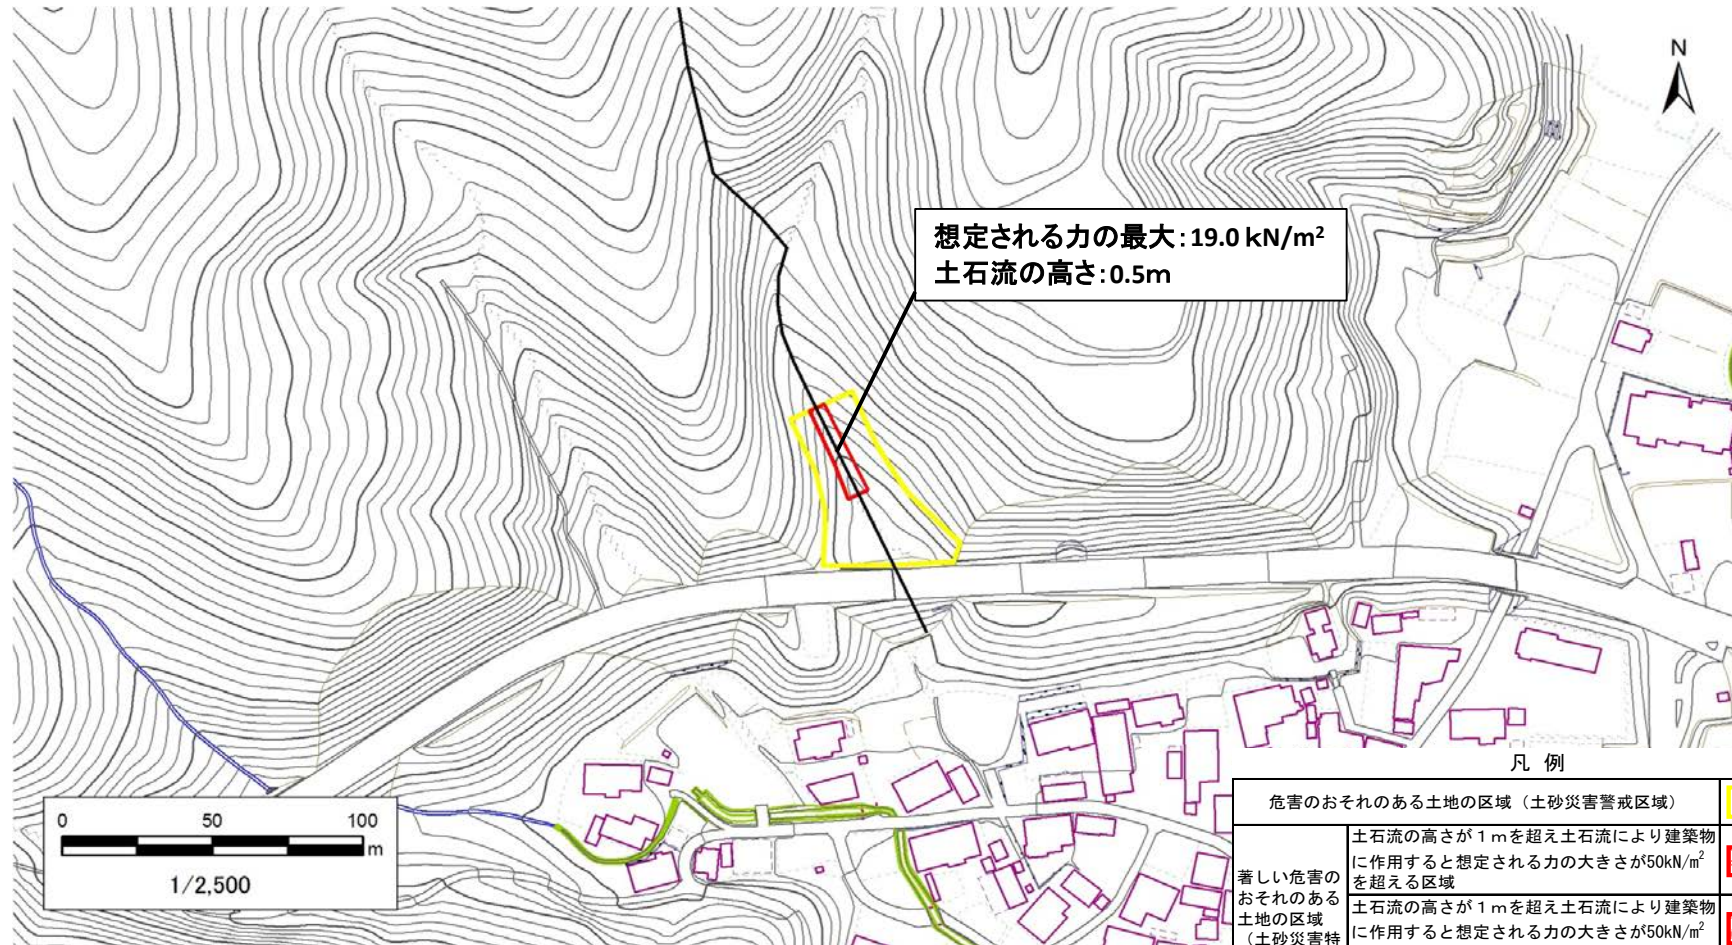 N
想定される力の最大:19.0 kN/m²
土石流の高さ:0.5m
0 50 100
m
1/2,500
凡 例
危害のおそれのある土地の区域（土砂災害警戒区域）
著しい危害の
おそれのある
土地の区域
（土砂災害特
土石流の高さが１ｍを超え土石流により建築物
に作用すると想定される力の大きさが50kN/m²
を超える区域
土石流の高さが１ｍを超え土石流により建築物
に作用すると想定される力の大きさが50kN/m²